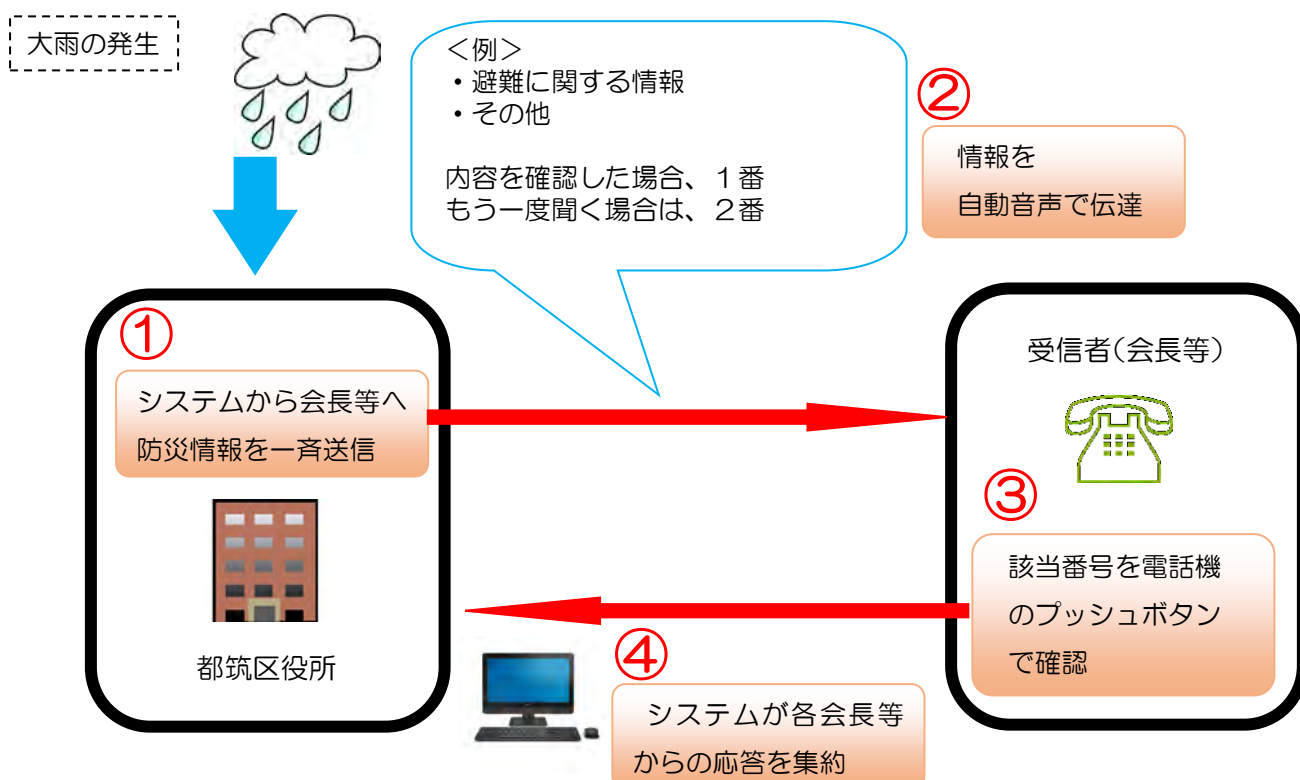 大雨の発生
＜例＞
・避難に関する情報
・その他
内容を確認した場合、１番
もう一度聞く場合は、２番
②
情報を
自動音声で伝達
①
システムから会長等へ
防災情報を一斉送信
都筑区役所
受信者（会長等）
③
該当番号を電話機
のプッシュボタン
で確認
④
システムが各会長等
からの応答を集約